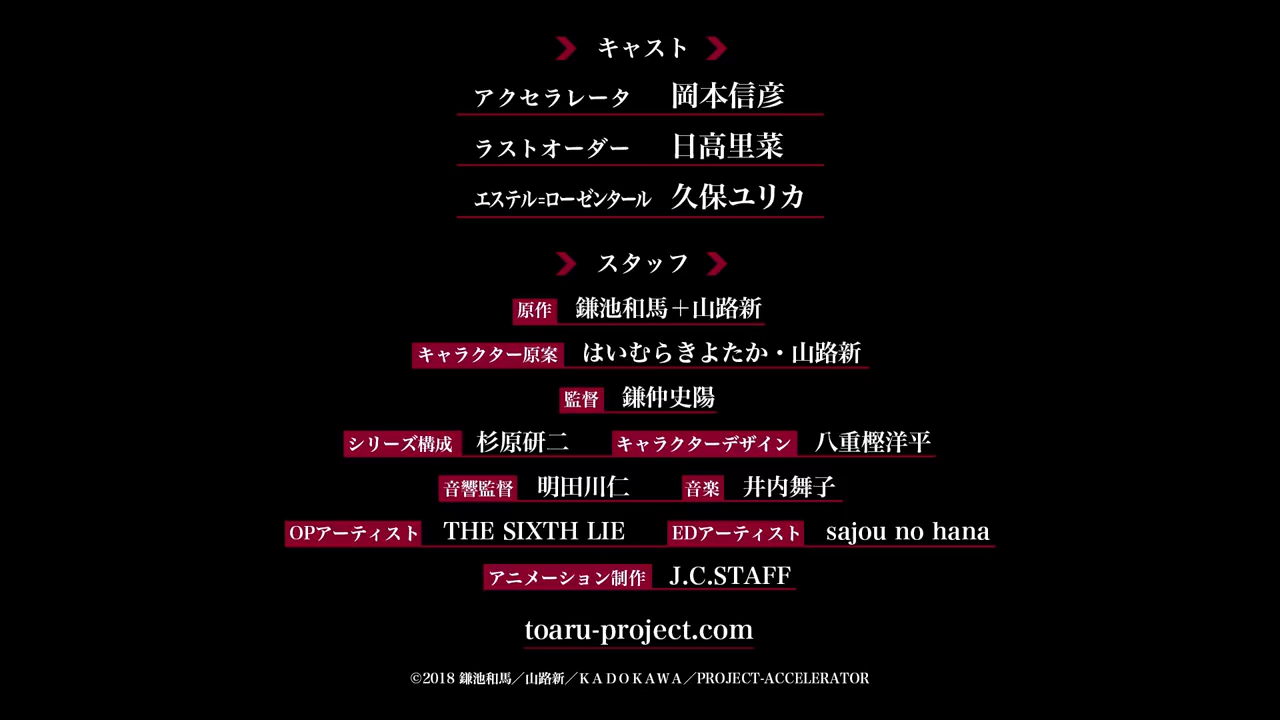 キャスト
アクセラレータ 岡本信彦
ラストオーダー 日高里菜
エステル=ローゼンタール 久保ユリカ
スタッフ
原作 鎌池和馬＋山路新
キャラクター原案 はいむらきよたか・山路新
監督 鎌仲史陽
シリーズ構成 杉原研二 キャラクターデザイン 八重樫洋平
音響監督 明田川仁 音楽 井内舞子
OPアーティスト THE SIXTH LIE EDアーティスト sajou no hana
アニメーション制作 J.C.STAFF
toaru-project.com
©2018 鎌池和馬／山路新／ＫＡＤＯＫＡＷＡ／PROJECT-ACCELERATOR